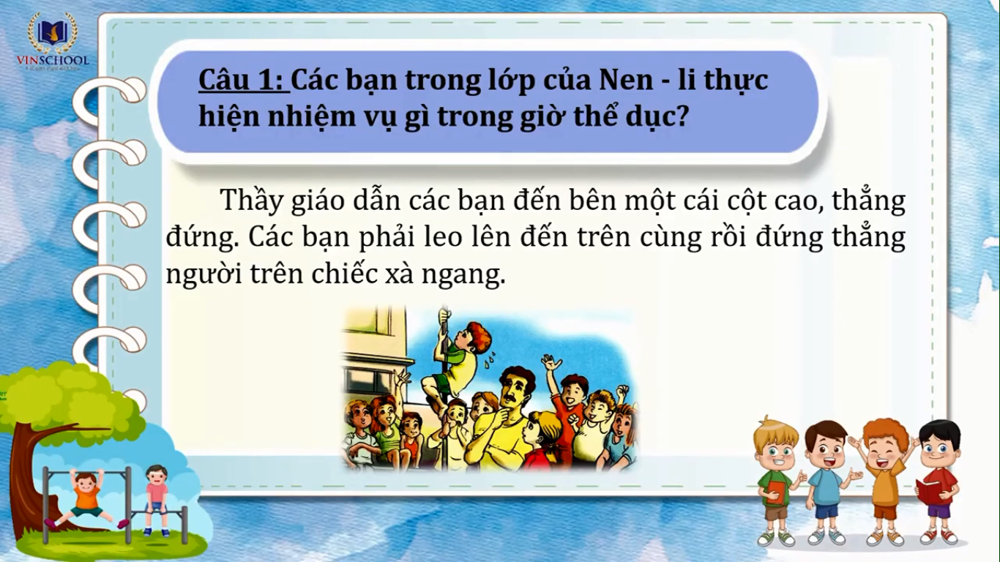 VINSCHOOL
Câu 1: Các bạn trong lớp của Nen - li thực
hiện nhiệm vụ gì trong giờ thể dục?
Thầy giáo dẫn các bạn đến bên một cái cột cao, thẳng
đứng. Các bạn phải leo lên đến trên cùng rồi đứng thẳng
người trên chiếc xà ngang.